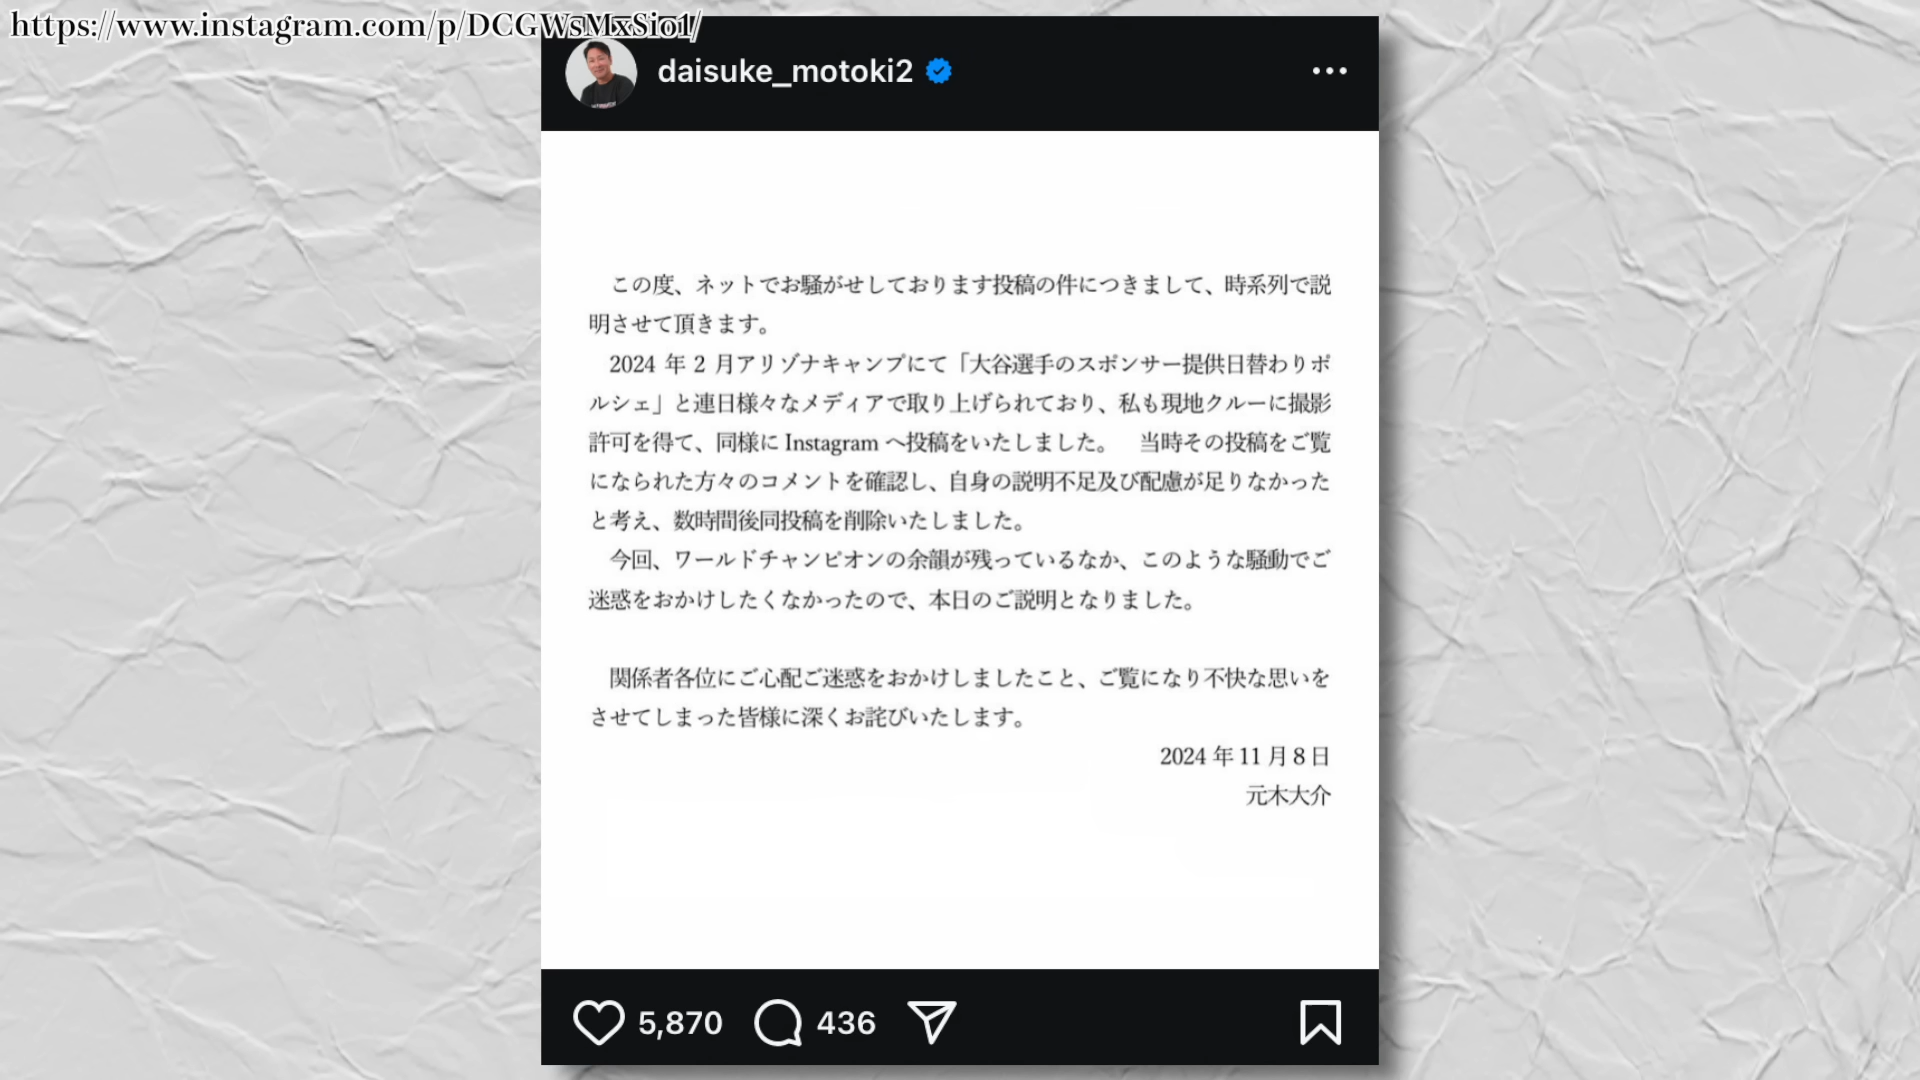 https://www.instagram.com/p/DCGWsMxSio1/
daisuke_motoki2
この度、ネットでお騒がせしております投稿の件につきまして、時系列で説
明させて頂きます。
2024 年 2 月アリゾナキャンプにて「大谷選手のスポンサー提供日替わりポ
ルシェ」と連日様々なメディアで取り上げられており、私も現地クルーに撮影
許可を得て、同様に Instagram へ投稿をいたしました。　当時その投稿をご覧
になられた方々のコメントを確認し、自身の説明不足及び配慮が足りなかった
と考え、数時間後同投稿を削除いたしました。
今回、ワールドチャンピオンの余韻が残っているなか、このような騒動でご
迷惑をおかけしたくなかったので、本日のご説明となりました。
関係者各位にご心配ご迷惑をおかけしましたこと、ご覧になり不快な思いを
させてしまった皆様に深くお詫びいたします。
2024 年 11 月 8 日
元木大介
5,870 436